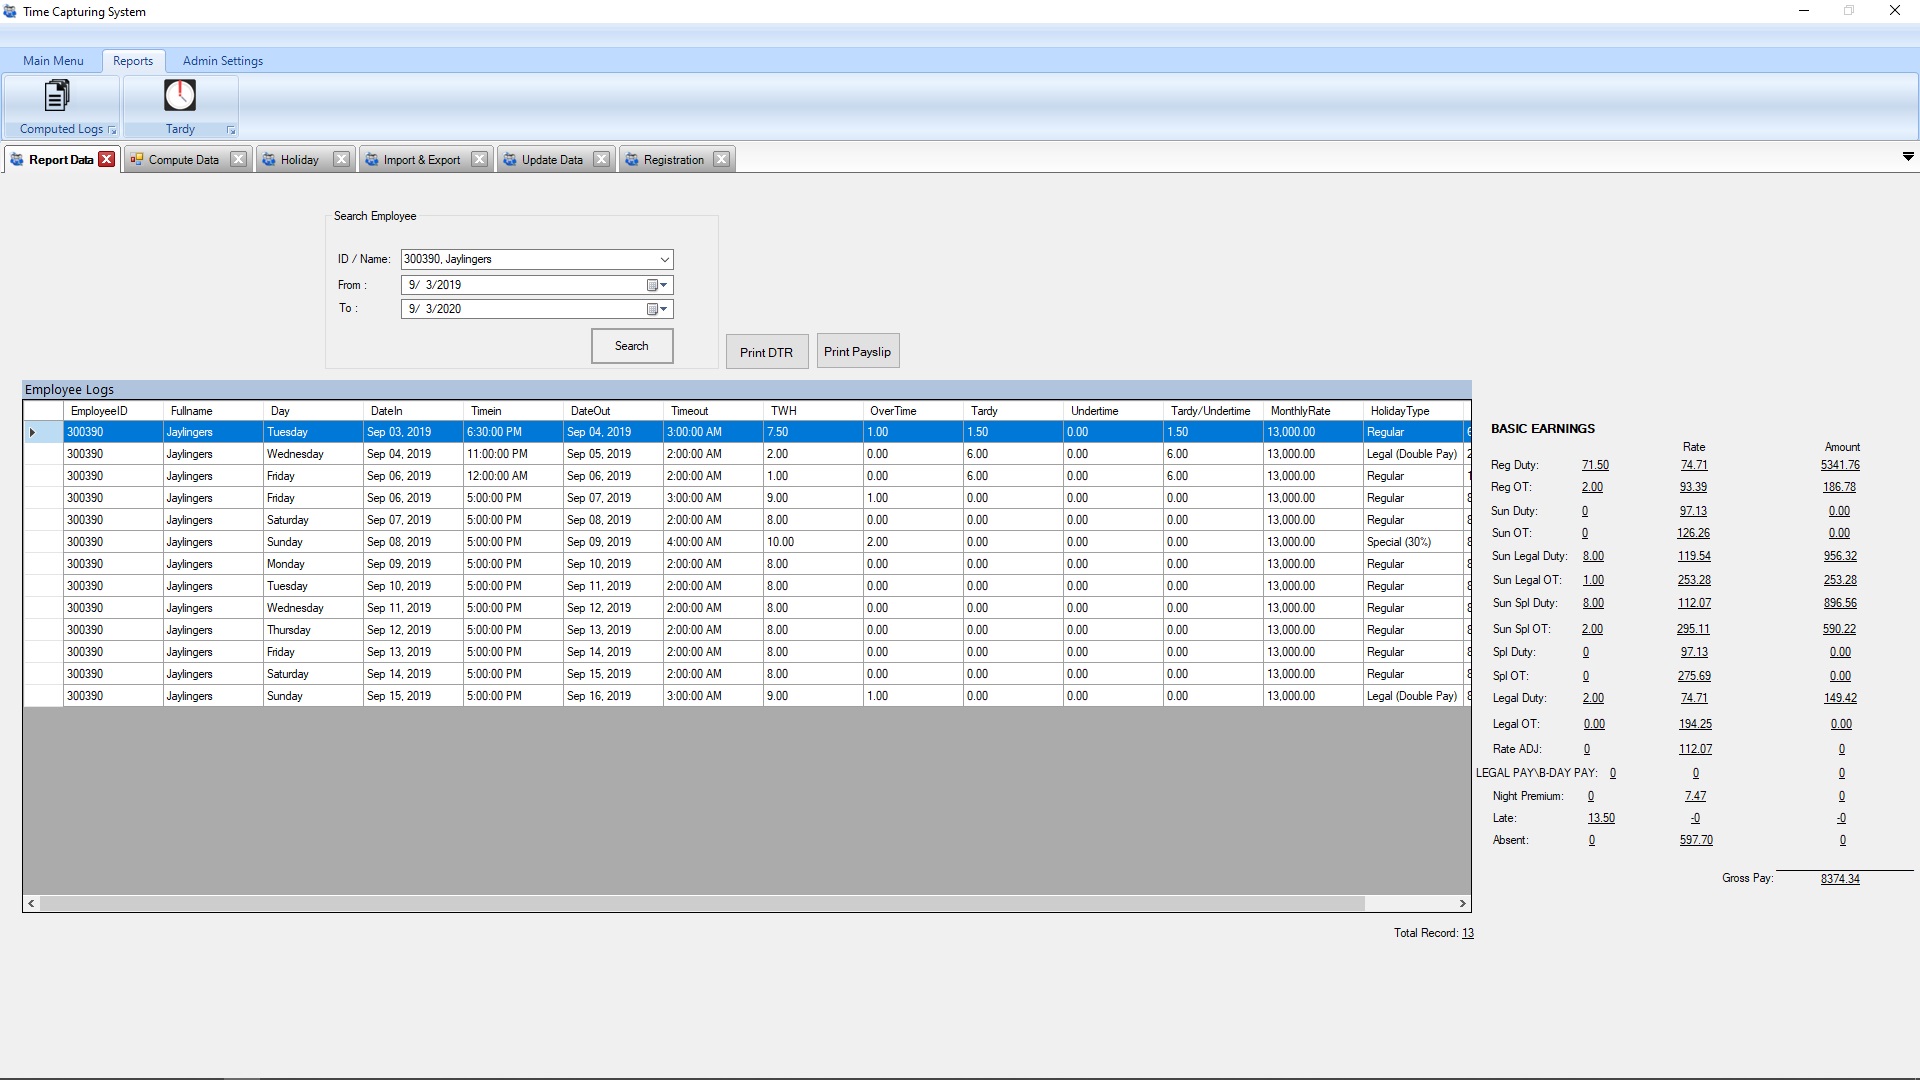 Time Capturing System
Main Menu Reports Admin Settings
Computed Logs Tardy
Report Data Compute Data Holiday Import & Export Update Data Registration
Search Employee
ID / Name: 300390, Jaylingers
From : 9/ 3/2019
To : 9/ 3/2020
Search
Print DTR Print Payslip
Employee Logs
EmployeeID Fullname Day DateIn Timein DateOut Timeout TWH OverTime Tardy Undertime Tardy/Undertime MonthlyRate HolidayType
300390 Jaylingers Tuesday Sep 03, 2019 6:30:00 PM Sep 04, 2019 3:00:00 AM 7.50 1.00 1.50 0.00 1.50 13,000.00 Regular
300390 Jaylingers Wednesday Sep 04, 2019 11:00:00 PM Sep 05, 2019 2:00:00 AM 2.00 0.00 6.00 0.00 6.00 13,000.00 Legal (Double Pay)
300390 Jaylingers Friday Sep 06, 2019 12:00:00 AM Sep 06, 2019 2:00:00 AM 1.00 0.00 6.00 0.00 6.00 13,000.00 Regular
300390 Jaylingers Friday Sep 06, 2019 5:00:00 PM Sep 07, 2019 3:00:00 AM 9.00 1.00 0.00 0.00 0.00 13,000.00 Regular
300390 Jaylingers Saturday Sep 07, 2019 5:00:00 PM Sep 08, 2019 2:00:00 AM 8.00 0.00 0.00 0.00 0.00 13,000.00 Regular
300390 Jaylingers Sunday Sep 08, 2019 5:00:00 PM Sep 09, 2019 4:00:00 AM 10.00 2.00 0.00 0.00 0.00 13,000.00 Special (30%)
300390 Jaylingers Monday Sep 09, 2019 5:00:00 PM Sep 10, 2019 2:00:00 AM 8.00 0.00 0.00 0.00 0.00 13,000.00 Regular
300390 Jaylingers Tuesday Sep 10, 2019 5:00:00 PM Sep 11, 2019 2:00:00 AM 8.00 0.00 0.00 0.00 0.00 13,000.00 Regular
300390 Jaylingers Wednesday Sep 11, 2019 5:00:00 PM Sep 12, 2019 2:00:00 AM 8.00 0.00 0.00 0.00 0.00 13,000.00 Regular
300390 Jaylingers Thursday Sep 12, 2019 5:00:00 PM Sep 13, 2019 2:00:00 AM 8.00 0.00 0.00 0.00 0.00 13,000.00 Regular
300390 Jaylingers Friday Sep 13, 2019 5:00:00 PM Sep 14, 2019 2:00:00 AM 8.00 0.00 0.00 0.00 0.00 13,000.00 Regular
300390 Jaylingers Saturday Sep 14, 2019 5:00:00 PM Sep 15, 2019 2:00:00 AM 8.00 0.00 0.00 0.00 0.00 13,000.00 Regular
300390 Jaylingers Sunday Sep 15, 2019 5:00:00 PM Sep 16, 2019 3:00:00 AM 9.00 1.00 0.00 0.00 0.00 13,000.00 Legal (Double Pay)
Total Record: 13
BASIC EARNINGS
Rate Amount
Reg Duty: 71.50 74.71 5341.76
Reg OT: 2.00 93.39 186.78
Sun Duty: 0 97.13 0.00
Sun OT: 0 126.26 0.00
Sun Legal Duty: 8.00 119.54 956.32
Sun Legal OT: 1.00 253.28 253.28
Sun Spl Duty: 8.00 112.07 896.56
Sun Spl OT: 2.00 295.11 590.22
Spl Duty: 0 97.13 0.00
Spl OT: 0 275.69 0.00
Legal Duty: 2.00 74.71 149.42
Legal OT: 0.00 194.25 0.00
Rate ADJ: 0 112.07 0
LEGAL PAY\B-DAY PAY: 0 0 0
Night Premium: 0 7.47 0
Late: 13.50 -0 -0
Absent: 0 597.70 0
Gross Pay: 8374.34